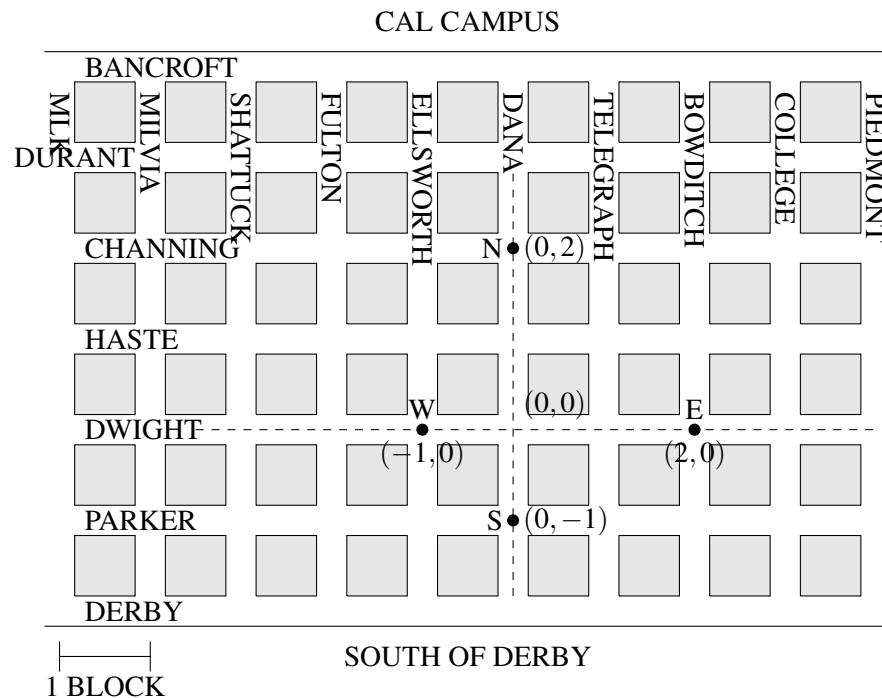 CAL CAMPUS
BANCROFT
MLK
MILVIA
SHATTUCK
FULTON
ELLSWORTH
DANA
TELEGRAPH
BOWDITCH
COLLEGE
PIEDMONT
DURANT
CHANNING
N (0,2)
HASTE
W
(0,0)
E
DWIGHT
(−1,0)
(2,0)
PARKER
S (0,−1)
DERBY
SOUTH OF DERBY
1 BLOCK